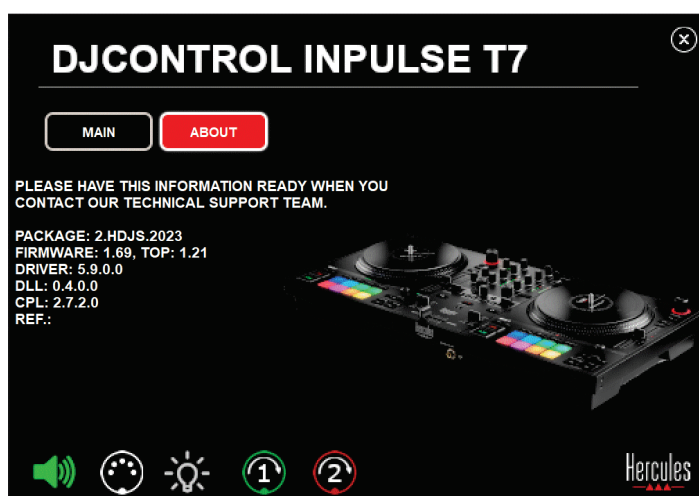 DJCONTROL INPULSE T7
MAIN
ABOUT
PLEASE HAVE THIS INFORMATION READY WHEN YOU
CONTACT OUR TECHNICAL SUPPORT TEAM.
PACKAGE: 2.HDJS.2023
FIRMWARE: 1.69, TOP: 1.21
DRIVER: 5.9.0.0
DLL: 0.4.0.0
CPL: 2.7.2.0
REF.:
1
2
Hercules